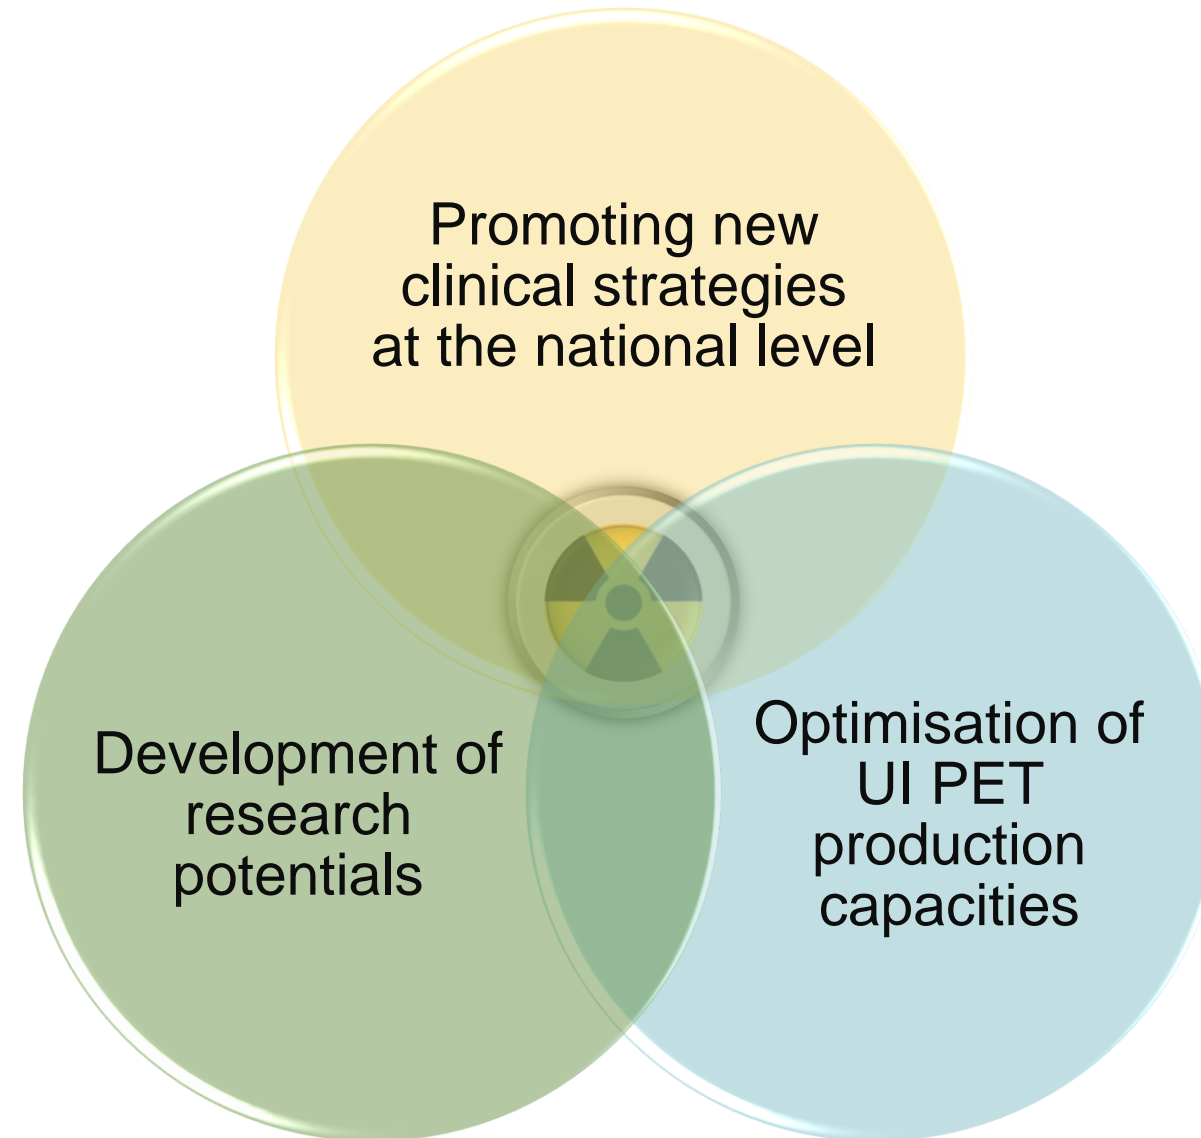 Promoting new
clinical strategies
at the national level
Development of
research
potentials
Optimisation of
UI PET
production
capacities